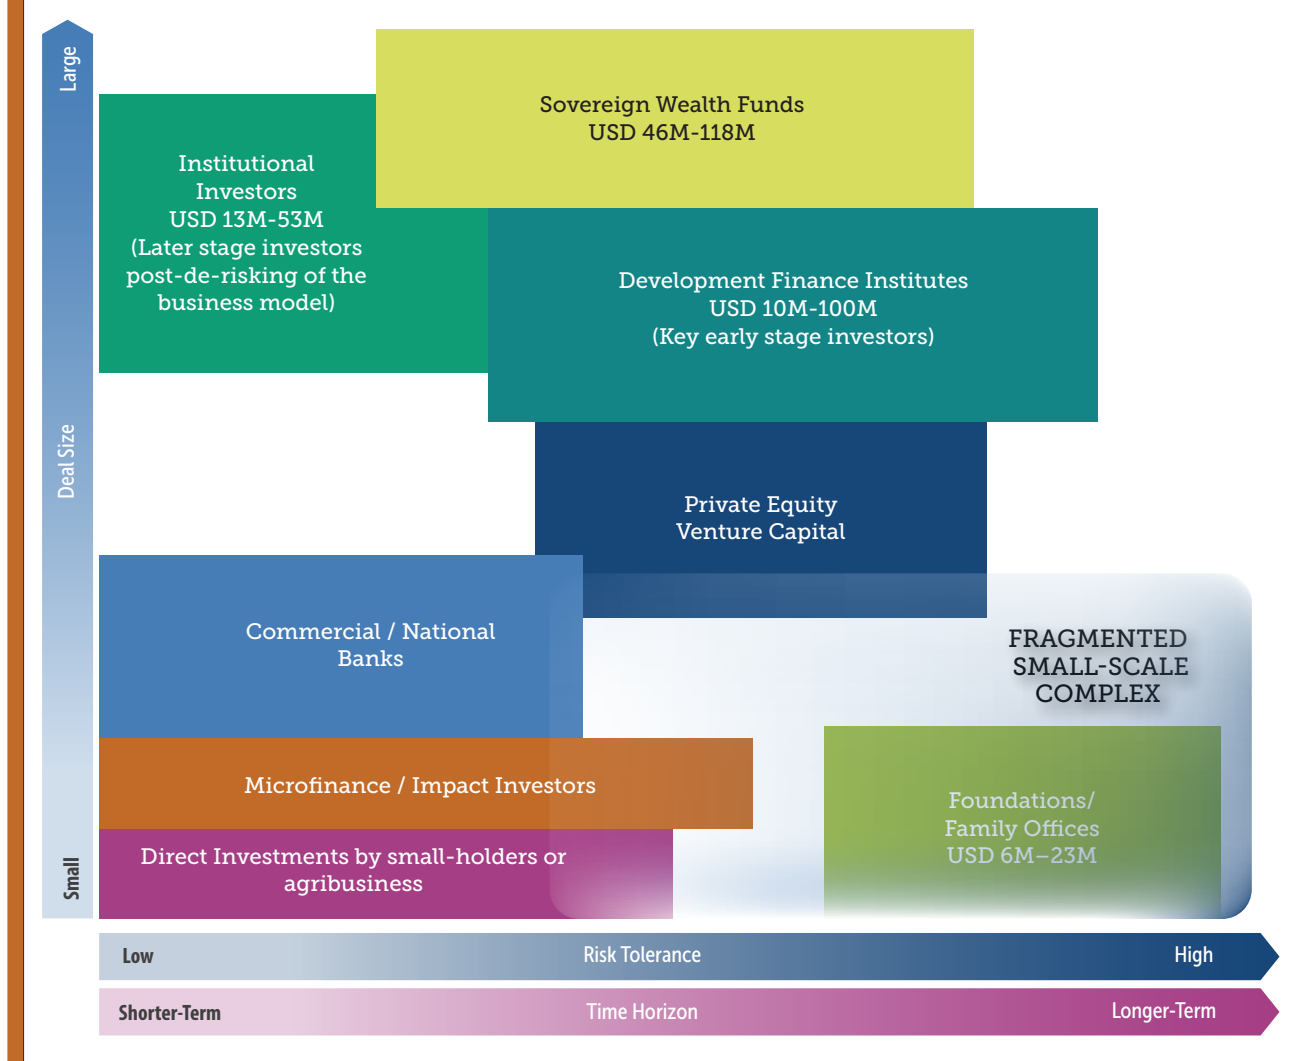 Large
Deal Size
Small
Sovereign Wealth Funds
USD 46M-118M
Institutional
Investors
USD 13M-53M
(Later stage investors
post-de-risking of the
business model)
Development Finance Institutes
USD 10M-100M
(Key early stage investors)
Private Equity
Venture Capital
Commercial / National
Banks
FRAGMENTED
SMALL-SCALE
COMPLEX
Microfinance / Impact Investors
Foundations/
Family Offices
USD 6M–23M
Direct Investments by small-holders or
agribusiness
Low Risk Tolerance High
Shorter-Term Time Horizon Longer-Term